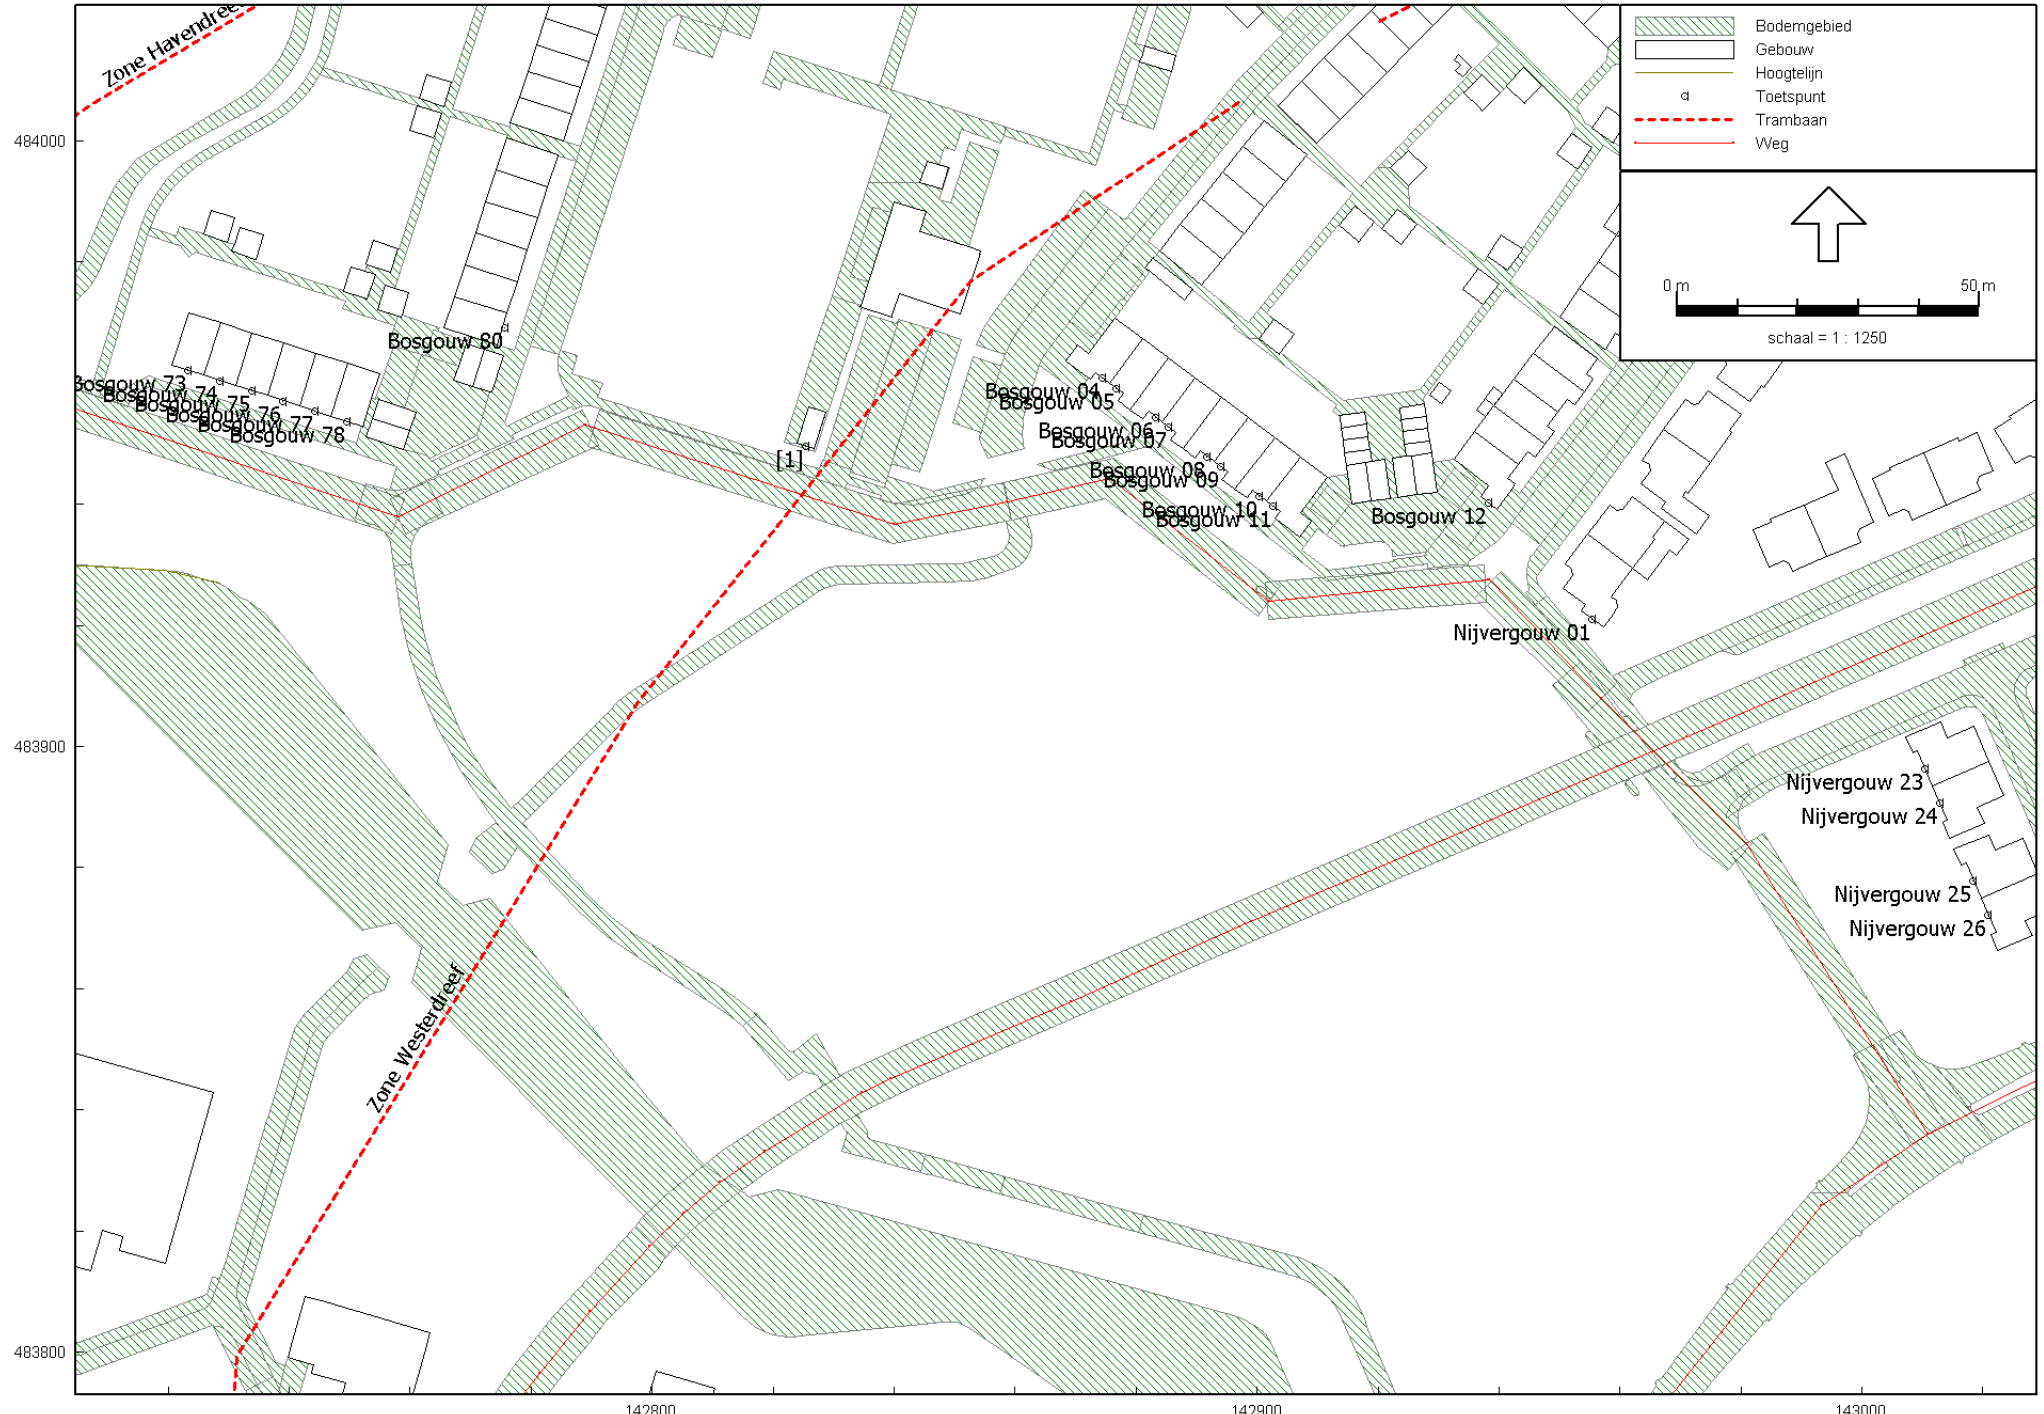 Zone Havendreef
Bodemgebied
Gebouw
Hoogtelijn
Toetspunt
Trambaan
Weg
484000
0 m
50 m
schaal = 1 : 1250
Bosgouw 80
Bosgouw 73
Bosgouw 74
Bosgouw 75
Bosgouw 76
Bosgouw 77
Bosgouw 78
[1]
Bosgouw 04
Bosgouw 05
Bosgouw 06
Bosgouw 07
Bosgouw 08
Bosgouw 09
Bosgouw 10
Bosgouw 11
Bosgouw 12
Nijvergouw 01
483900
Nijvergouw 23
Nijvergouw 24
Nijvergouw 25
Nijvergouw 26
Zone Westerdreef
483800
142800
142900
143000